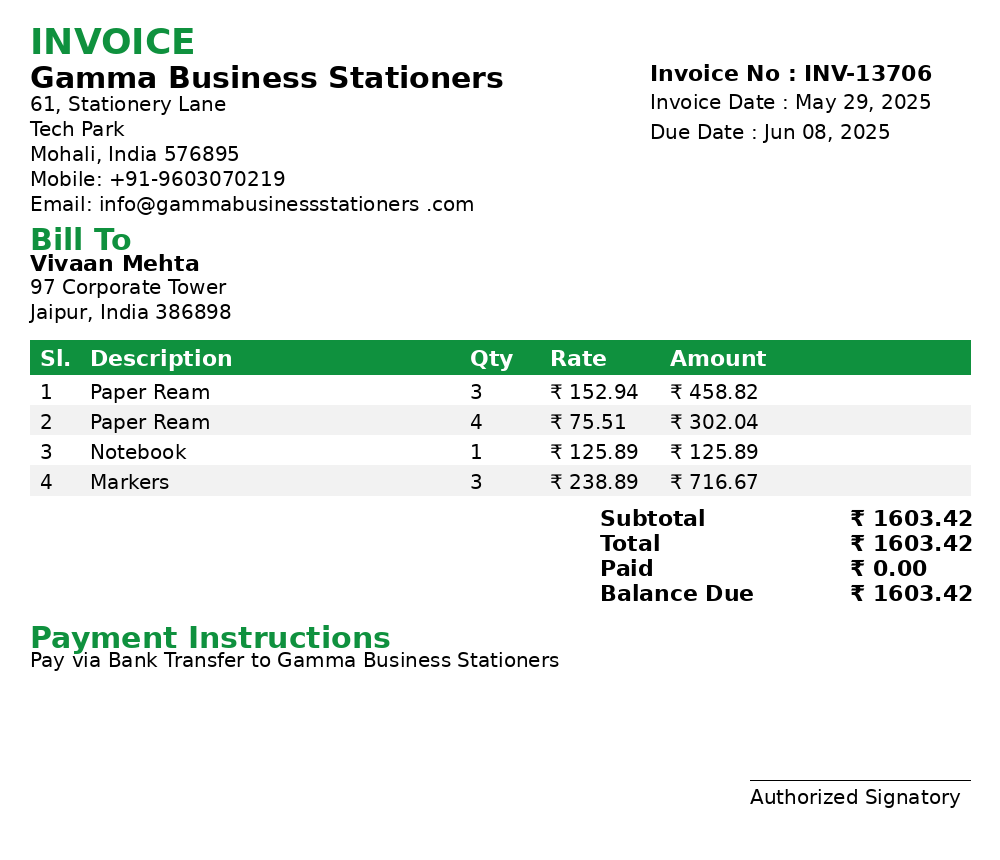 INVOICE
Gamma Business Stationers
61, Stationery Lane
Tech Park
Mohali, India 576895
Mobile: +91-9603070219
Email: info@gammabusinessstationers .com
Invoice No : INV-13706
Invoice Date : May 29, 2025
Due Date : Jun 08, 2025
Bill To
Vivaan Mehta
97 Corporate Tower
Jaipur, India 386898
Sl. Description Qty Rate Amount
1 Paper Ream 3 ₹ 152.94 ₹ 458.82
2 Paper Ream 4 ₹ 75.51 ₹ 302.04
3 Notebook 1 ₹ 125.89 ₹ 125.89
4 Markers 3 ₹ 238.89 ₹ 716.67
Subtotal ₹ 1603.42
Total ₹ 1603.42
Paid ₹ 0.00
Balance Due ₹ 1603.42
Payment Instructions
Pay via Bank Transfer to Gamma Business Stationers
Authorized Signatory